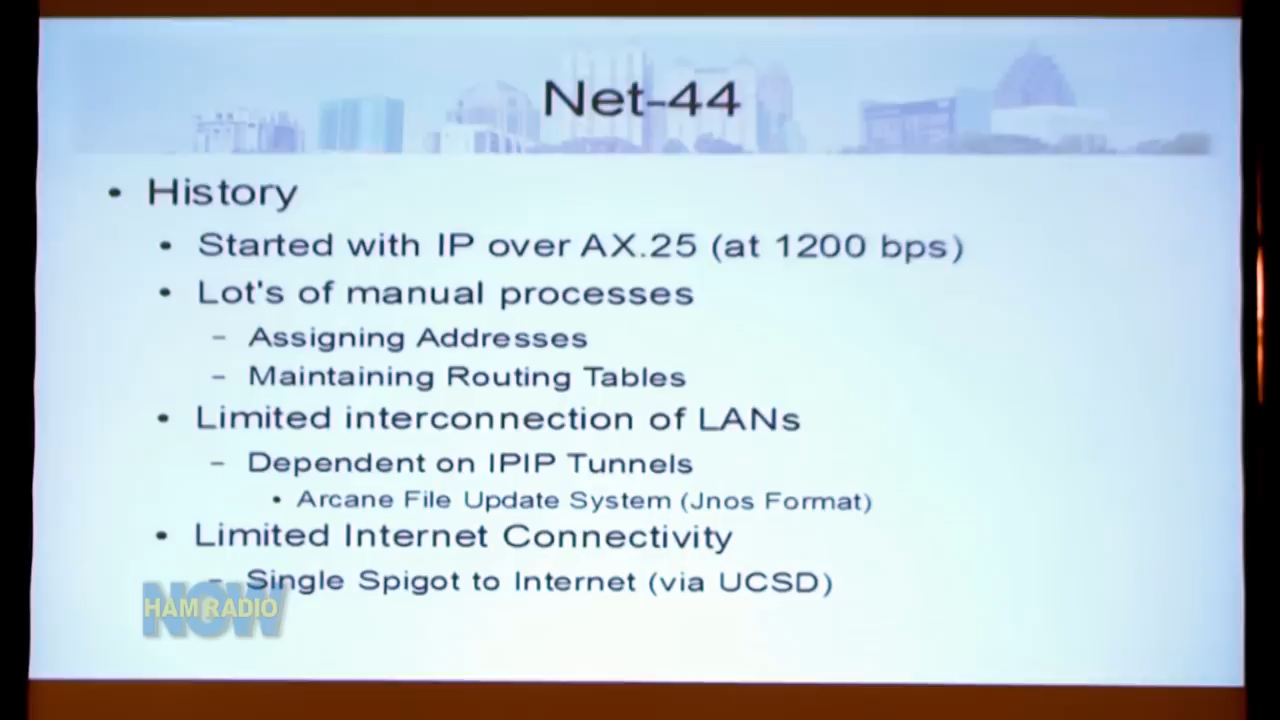 Net-44
• History
• Started with IP over AX.25 (at 1200 bps)
• Lot's of manual processes
– Assigning Addresses
– Maintaining Routing Tables
• Limited interconnection of LANs
– Dependent on IPIP Tunnels
• Arcane File Update System (Jnos Format)
• Limited Internet Connectivity
– Single Spigot to Internet (via UCSD)
NOW
HAM RADIO